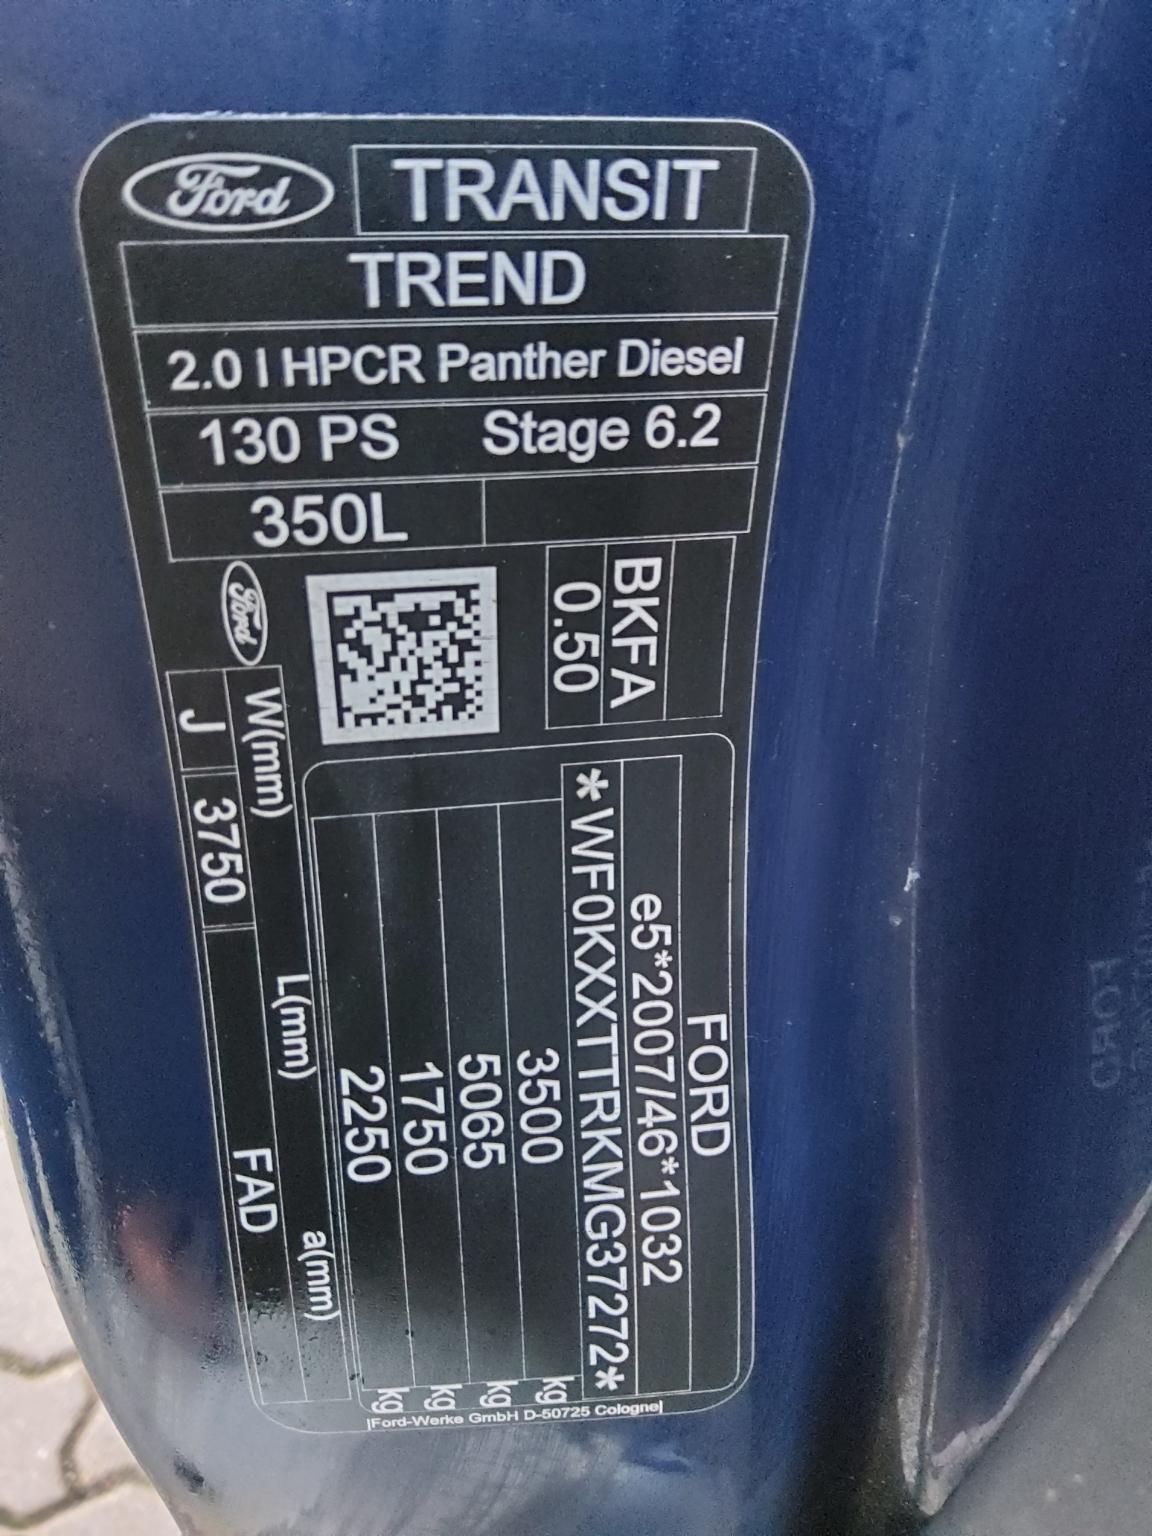 Ford
TRANSIT
TREND
2.0 l HPCR Panther Diesel
130 PS Stage 6.2
350L
Ford
BKFA
0.50
FORD
e5*2007/46*1032
*WF0KXXTTRKMG37272*
3500 kg
5065 kg
1750 kg
2250 kg
W(mm) L(mm) a(mm)
J 3750 FAD
Ford-Werke GmbH D-50725 Cologne